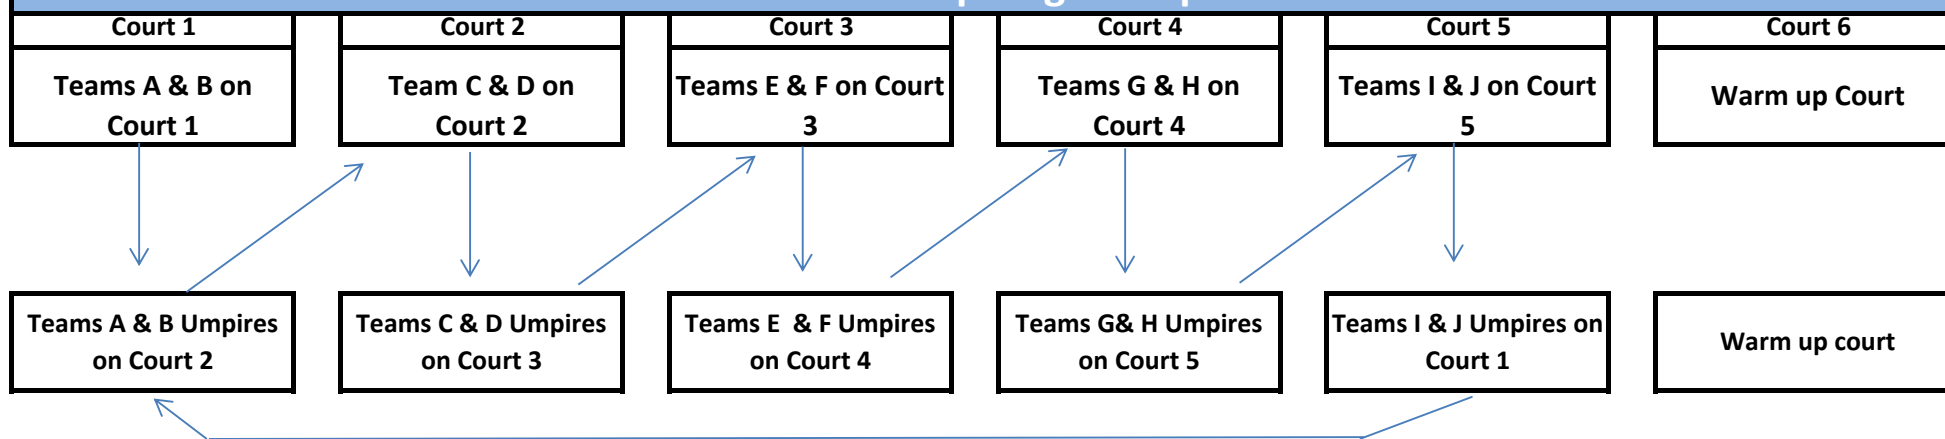 Court 1
Court 2
Court 3
Court 4
Court 5
Court 6
Teams A & B on
Court 1
Team C & D on
Court 2
Teams E & F on Court
3
Teams G & H on
Court 4
Teams I & J on Court
5
Warm up Court
Teams A & B Umpires
on Court 2
Teams C & D Umpires
on Court 3
Teams E  & F Umpires
on Court 4
Teams G& H Umpires
on Court 5
Teams I & J Umpires on
Court 1
Warm up court